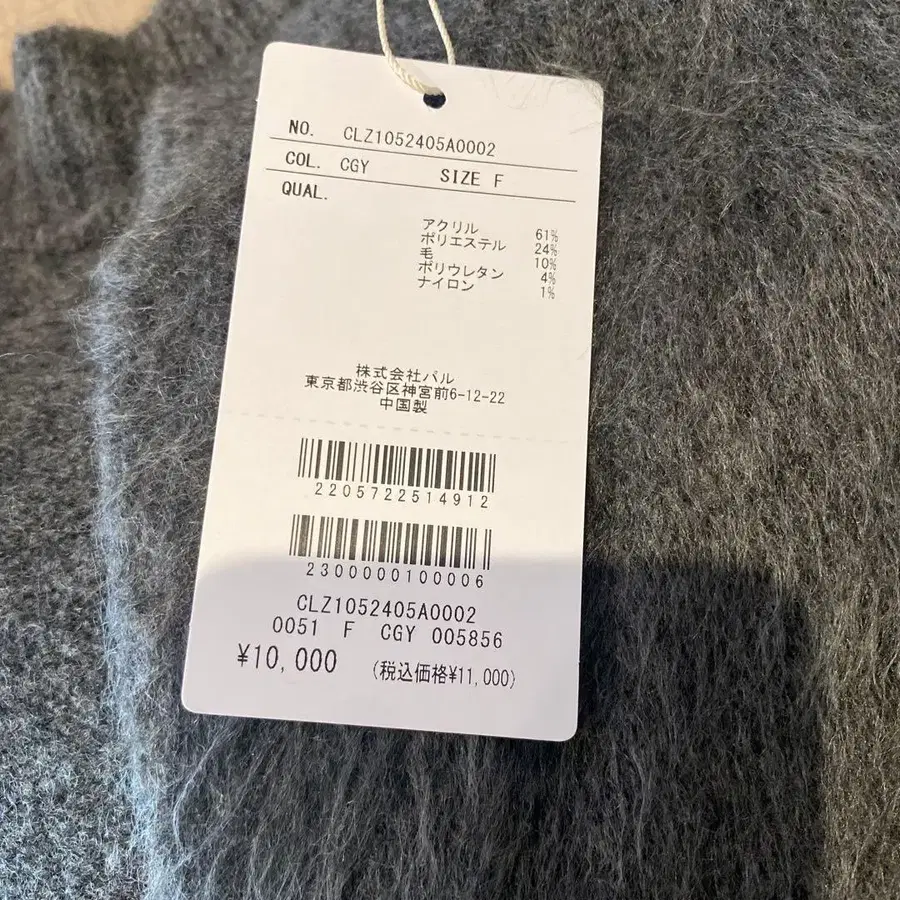 NO. CLZ1052405A0002
COL. CGY SIZE F
QUAL.
アクリル 61%
ポリエステル 24%
毛 10%
ポリウレタン 4%
ナイロン 1%
株式会社パル
東京都渋谷区神宮前6-12-22
中国製
2205722514912
2300000100006
CLZ1052405A0002
0051 F CGY 005856
¥10,000 (税込価格¥11,000)